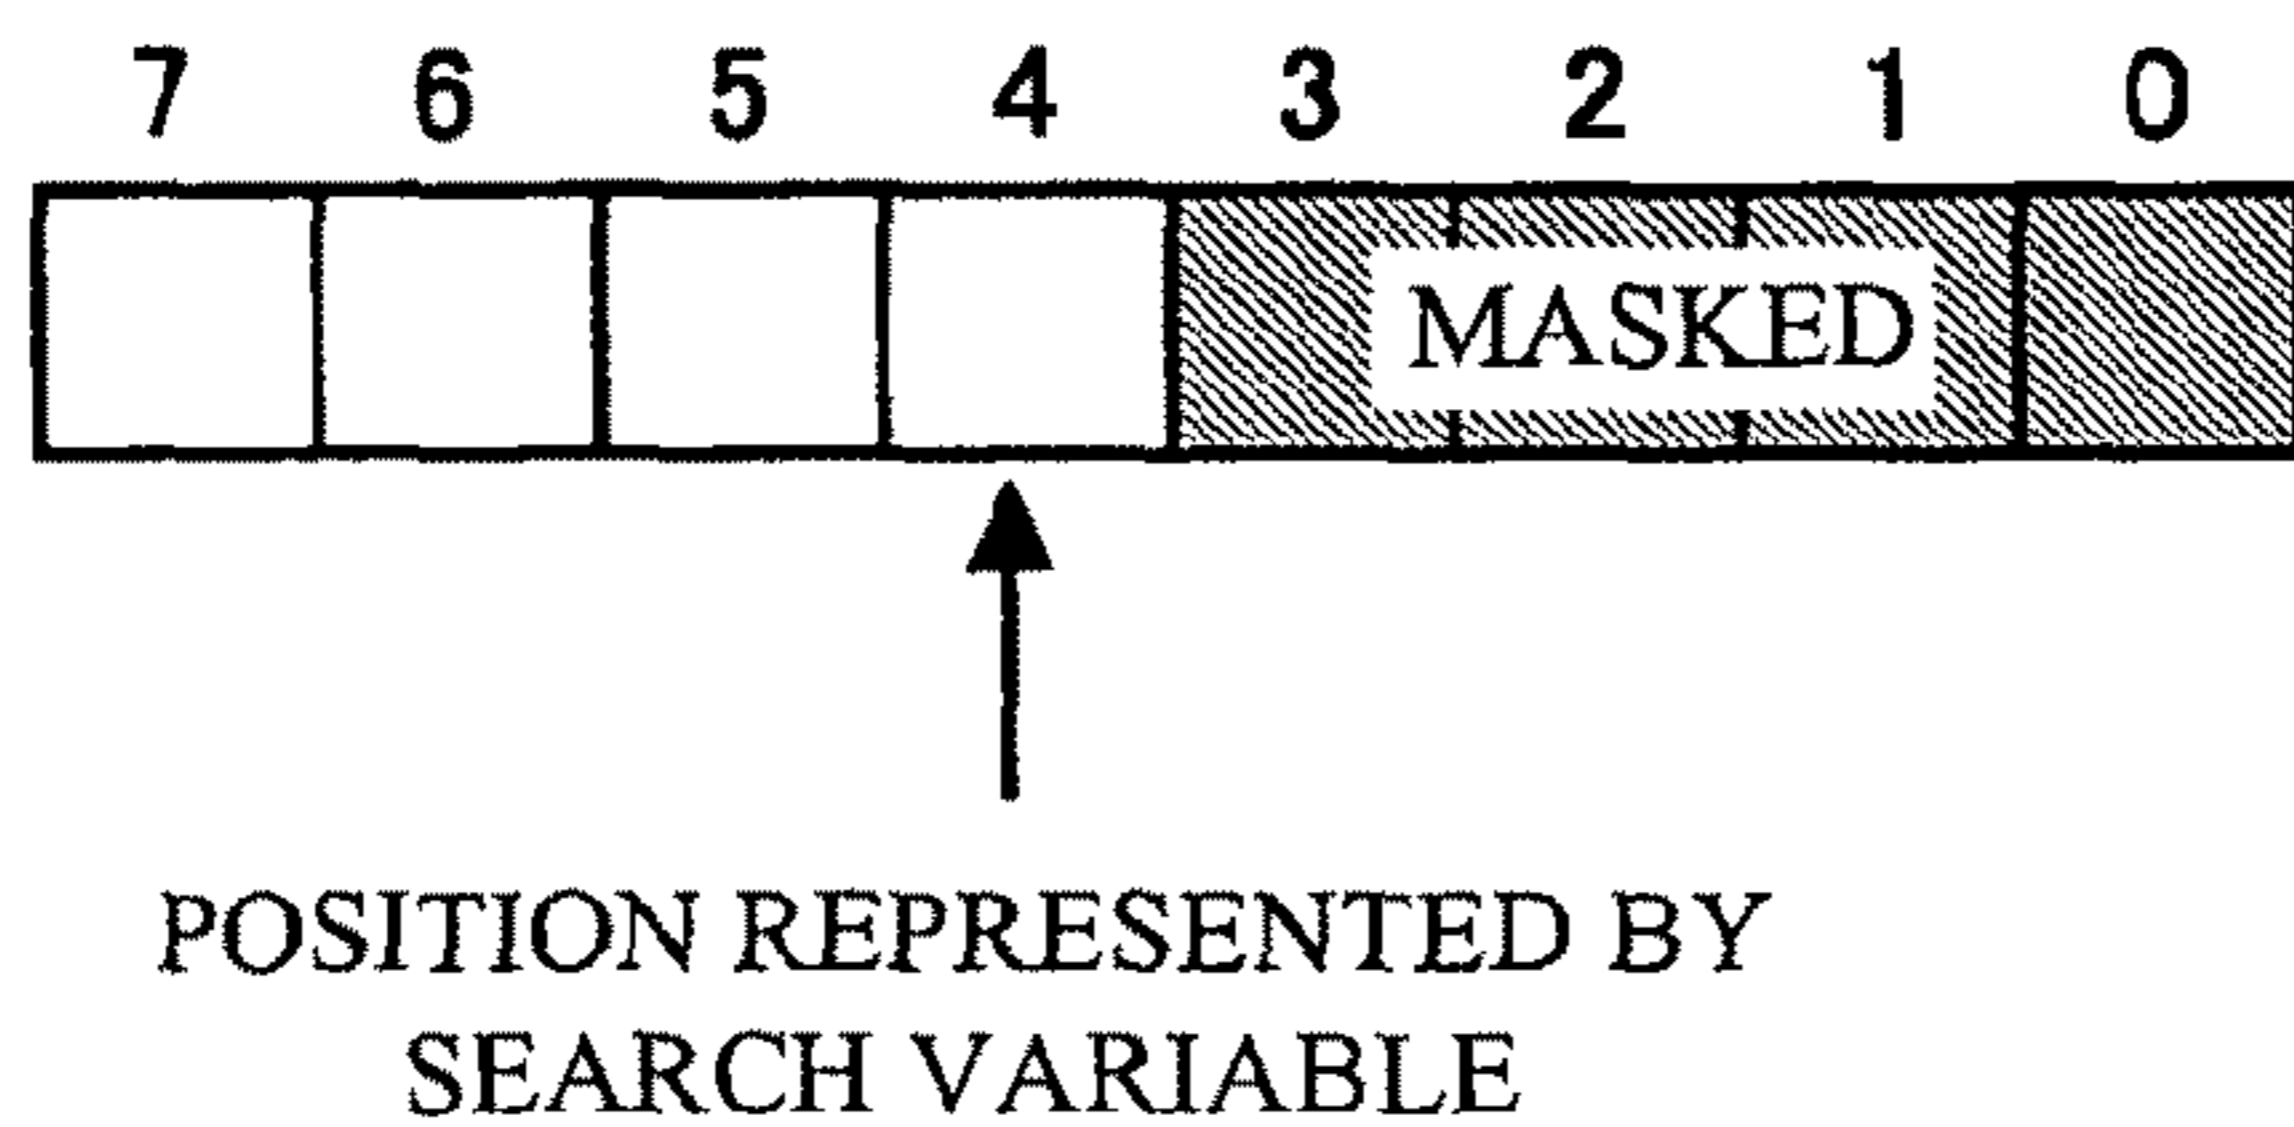 7 6 5 4 3 2 1 0
MASKED
POSITION REPRESENTED BY
SEARCH VARIABLE